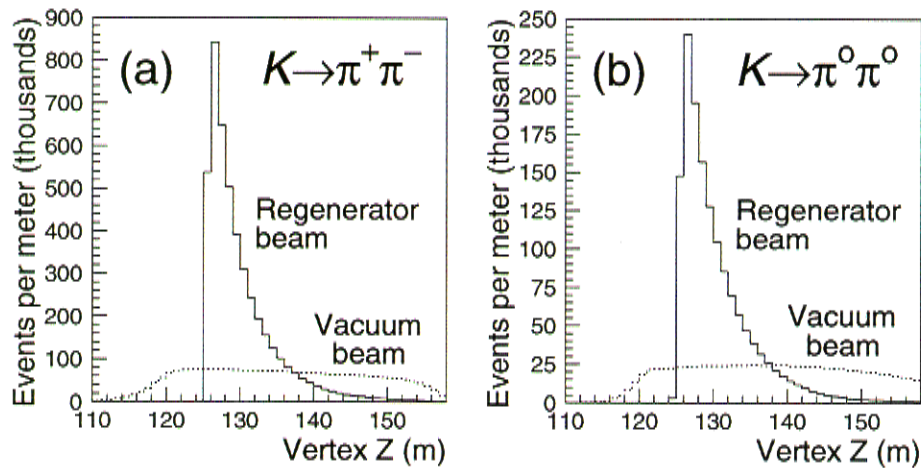 Events per meter (thousands)
900
800
700
600
500
400
300
200
100
0
110
120
130
140
150
Vertex Z (m)
(a)
K→π⁺π⁻
Regenerator
beam
Vacuum
beam
Events per meter (thousands)
250
225
200
175
150
125
100
75
50
25
0
110
120
130
140
150
Vertex Z (m)
(b)
K→π⁰π⁰
Regenerator
beam
Vacuum
beam